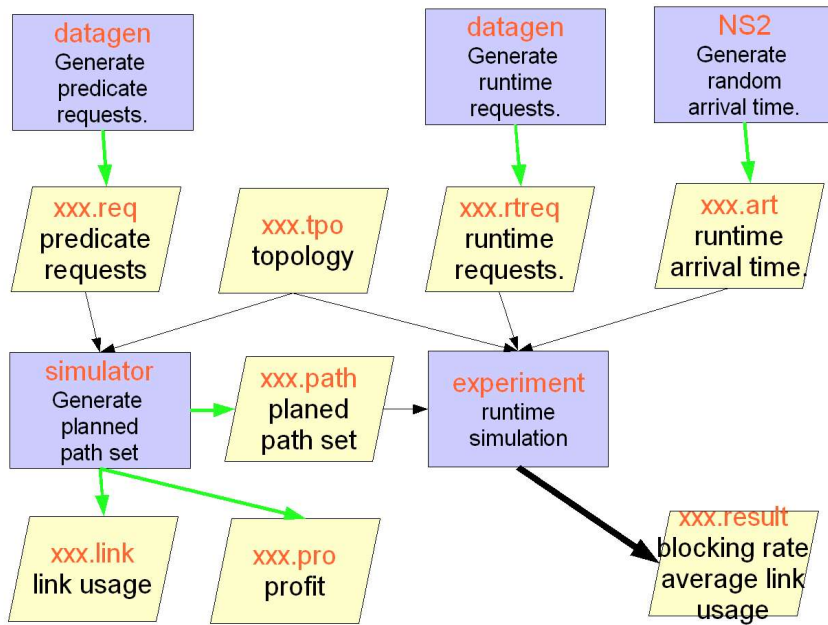 datagen
Generate
predicate
requests.
datagen
Generate
runtime
requests.
NS2
Generate
random
arrival time.
xxx.req
predicate
requests
xxx.tpo
topology
xxx.rtreq
runtime
requests.
xxx.art
runtime
arrival time.
simulator
Generate
planned
path set
xxx.path
planed
path set
experiment
runtime
simulation
xxx.link
link usage
xxx.pro
profit
xxx.result
blocking rate
average link
usage